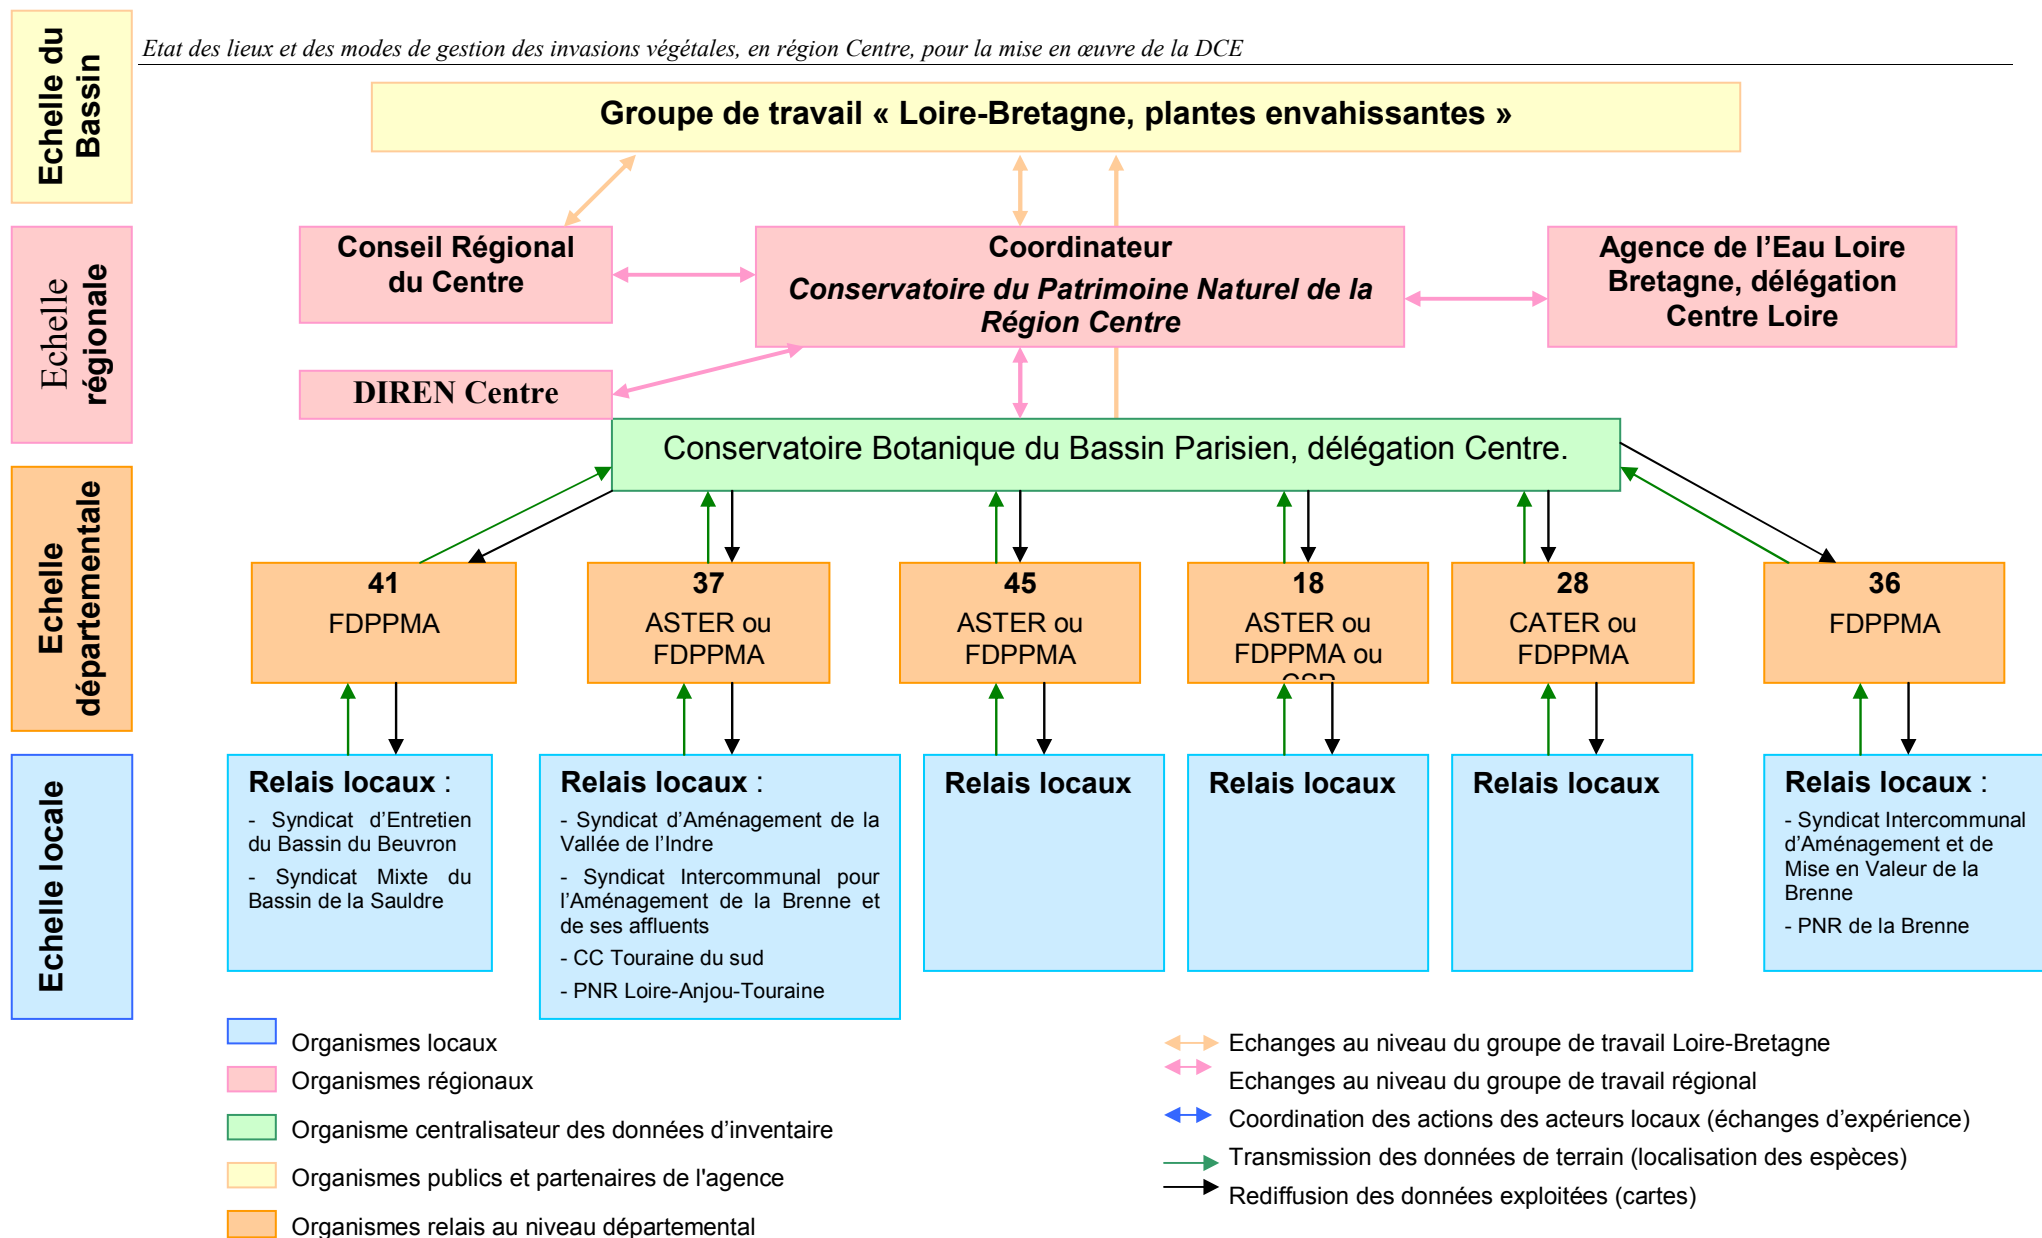 Etat des lieux et des modes de gestion des invasions végétales, en région Centre, pour la mise en œuvre de la DCE
Echelle du
Bassin
Groupe de travail « Loire-Bretagne, plantes envahissantes »
Echelle
régionale
Conseil Régional
du Centre
Coordinateur
Conservatoire du Patrimoine Naturel de la
Région Centre
Agence de l’Eau Loire
Bretagne, délégation
Centre Loire
DIREN Centre
Conservatoire Botanique du Bassin Parisien, délégation Centre.
Echelle
départementale
41
FDPPMA
37
ASTER ou
FDPPMA
45
ASTER ou
FDPPMA
18
ASTER ou
FDPPMA ou
28
CATER ou
FDPPMA
36
FDPPMA
Echelle locale
Relais locaux :
- Syndicat d’Entretien
du Bassin du Beuvron
- Syndicat Mixte du
Bassin de la Sauldre
Relais locaux :
- Syndicat d’Aménagement de la
Vallée de l’Indre
- Syndicat Intercommunal pour
l’Aménagement de la Brenne et
de ses affluents
- CC Touraine du sud
- PNR Loire-Anjou-Touraine
Relais locaux
Relais locaux
Relais locaux
Relais locaux :
- Syndicat Intercommunal
d’Aménagement et de
Mise en Valeur de la
Brenne
- PNR de la Brenne
Organismes locaux
Organismes régionaux
Organisme centralisateur des données d’inventaire
Organismes publics et partenaires de l'agence
Organismes relais au niveau départemental
Echanges au niveau du groupe de travail Loire-Bretagne
Echanges au niveau du groupe de travail régional
Coordination des actions des acteurs locaux (échanges d’expérience)
Transmission des données de terrain (localisation des espèces)
Rediffusion des données exploitées (cartes)